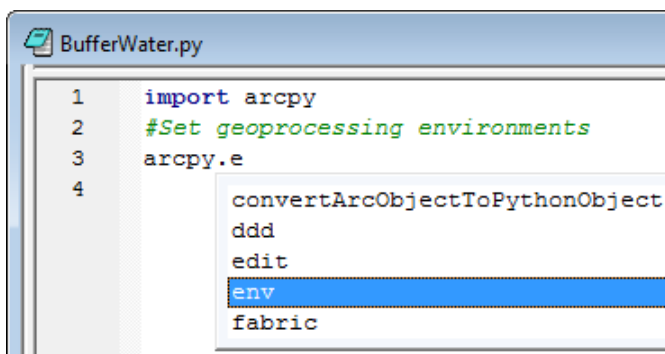 BufferWater.py
1 import arcpy
2 #Set geoprocessing environments
3 arcpy.e
4
convertArcObjectToPythonObject
ddd
edit
env
fabric